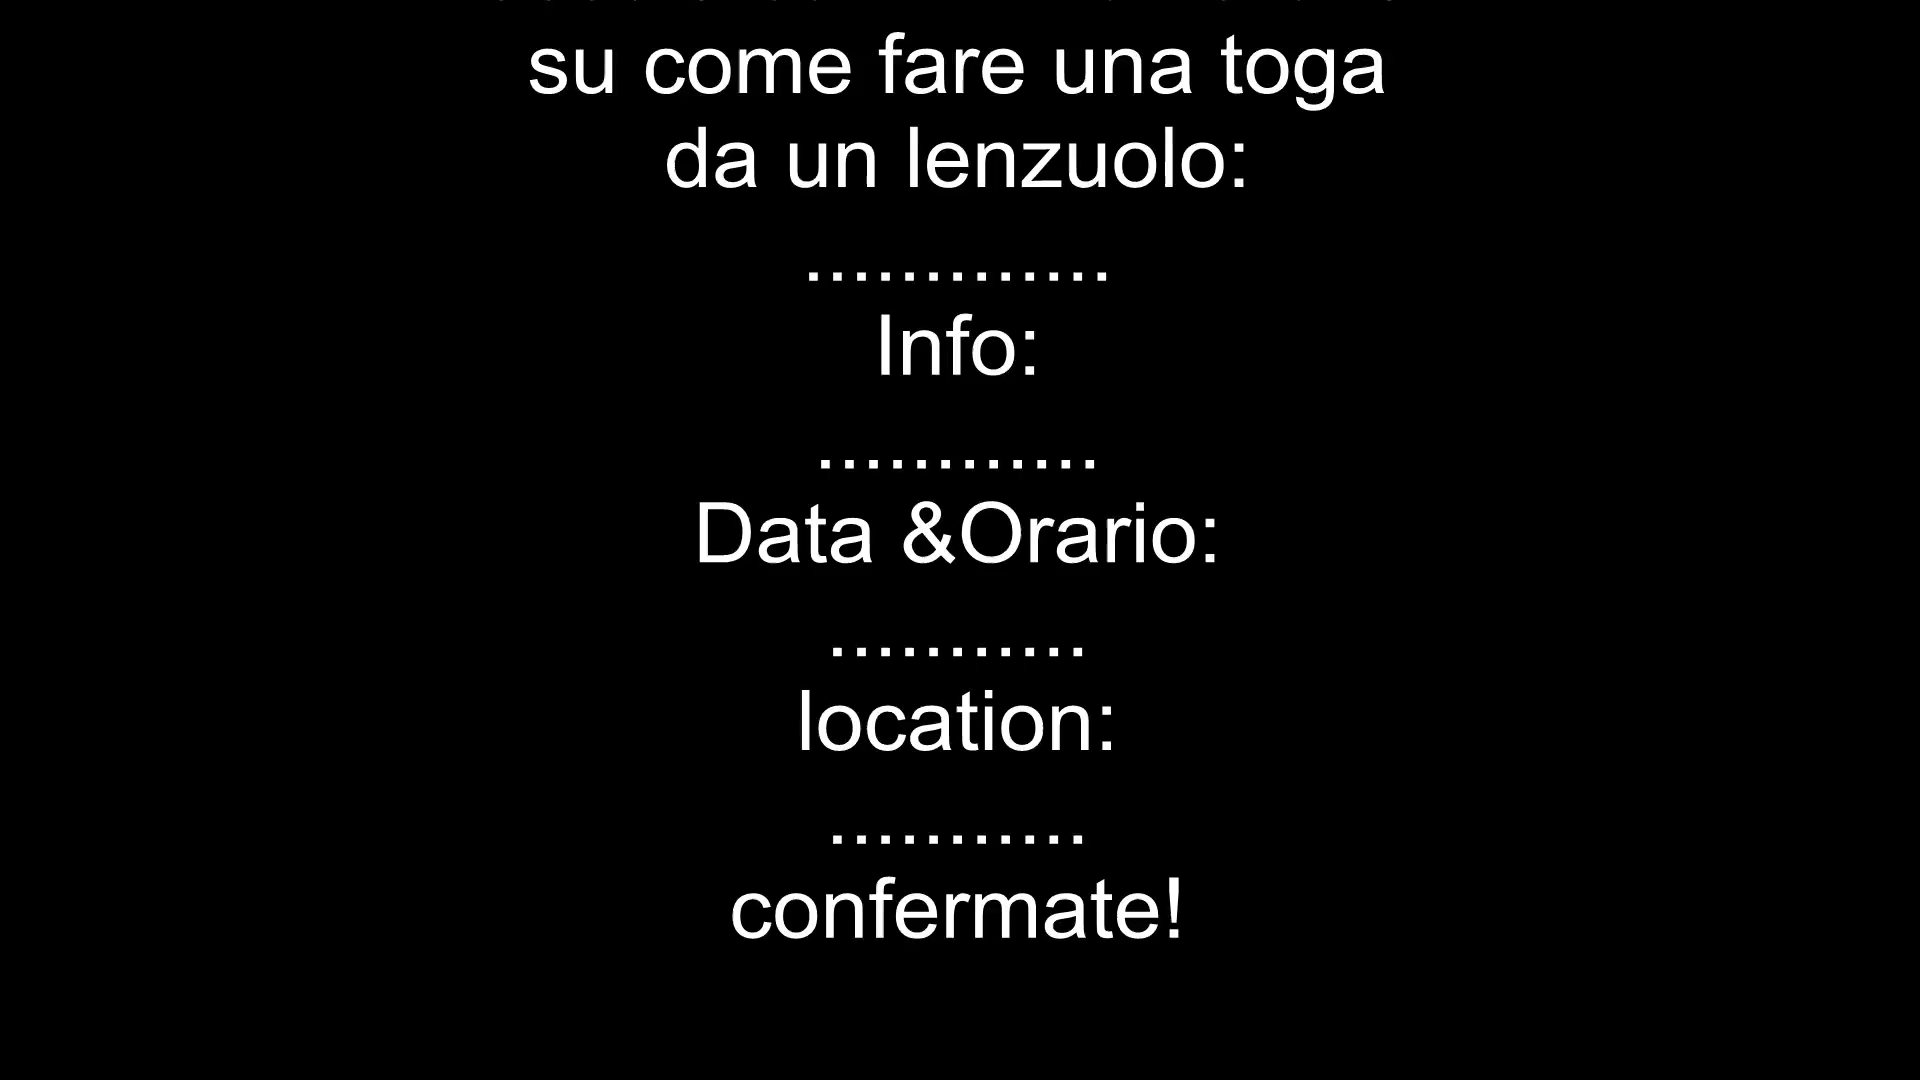 su come fare una toga
da un lenzuolo:
.............
Info:
............
Data &Orario:
...........
location:
...........
confermate!